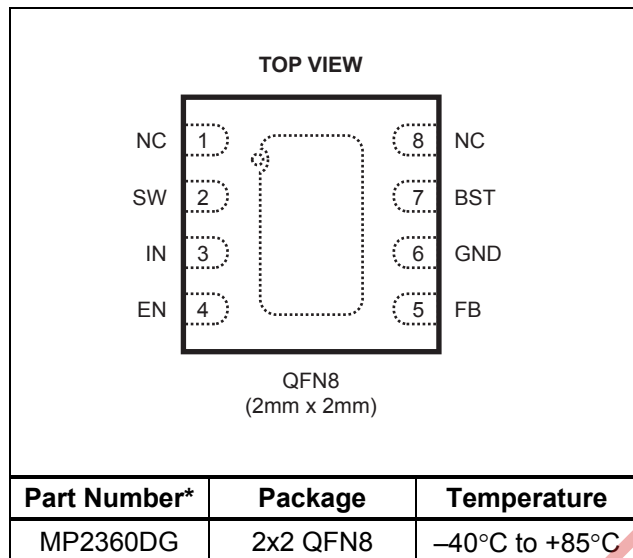 TOP VIEW
NC 1 8 NC
SW 2 7 BST
IN 3 6 GND
EN 4 5 FB
QFN8
(2mm x 2mm)
Part Number* Package Temperature
MP2360DG 2x2 QFN8 –40°C to +85°C